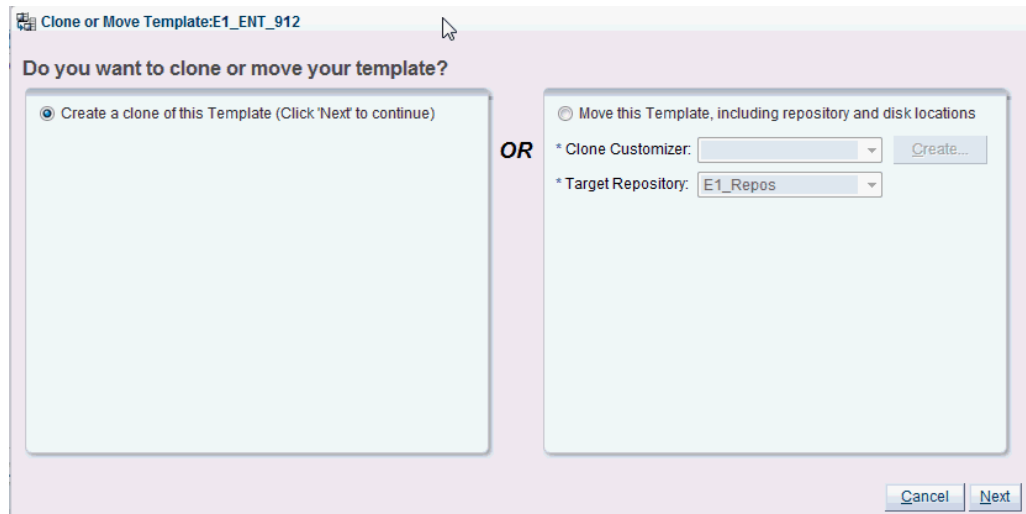 Clone or Move Template:E1_ENT_912
Do you want to clone or move your template?
Create a clone of this Template (Click 'Next' to continue)
OR
Move this Template, including repository and disk locations
* Clone Customizer:
Create...
* Target Repository: E1_Repos
Cancel Next